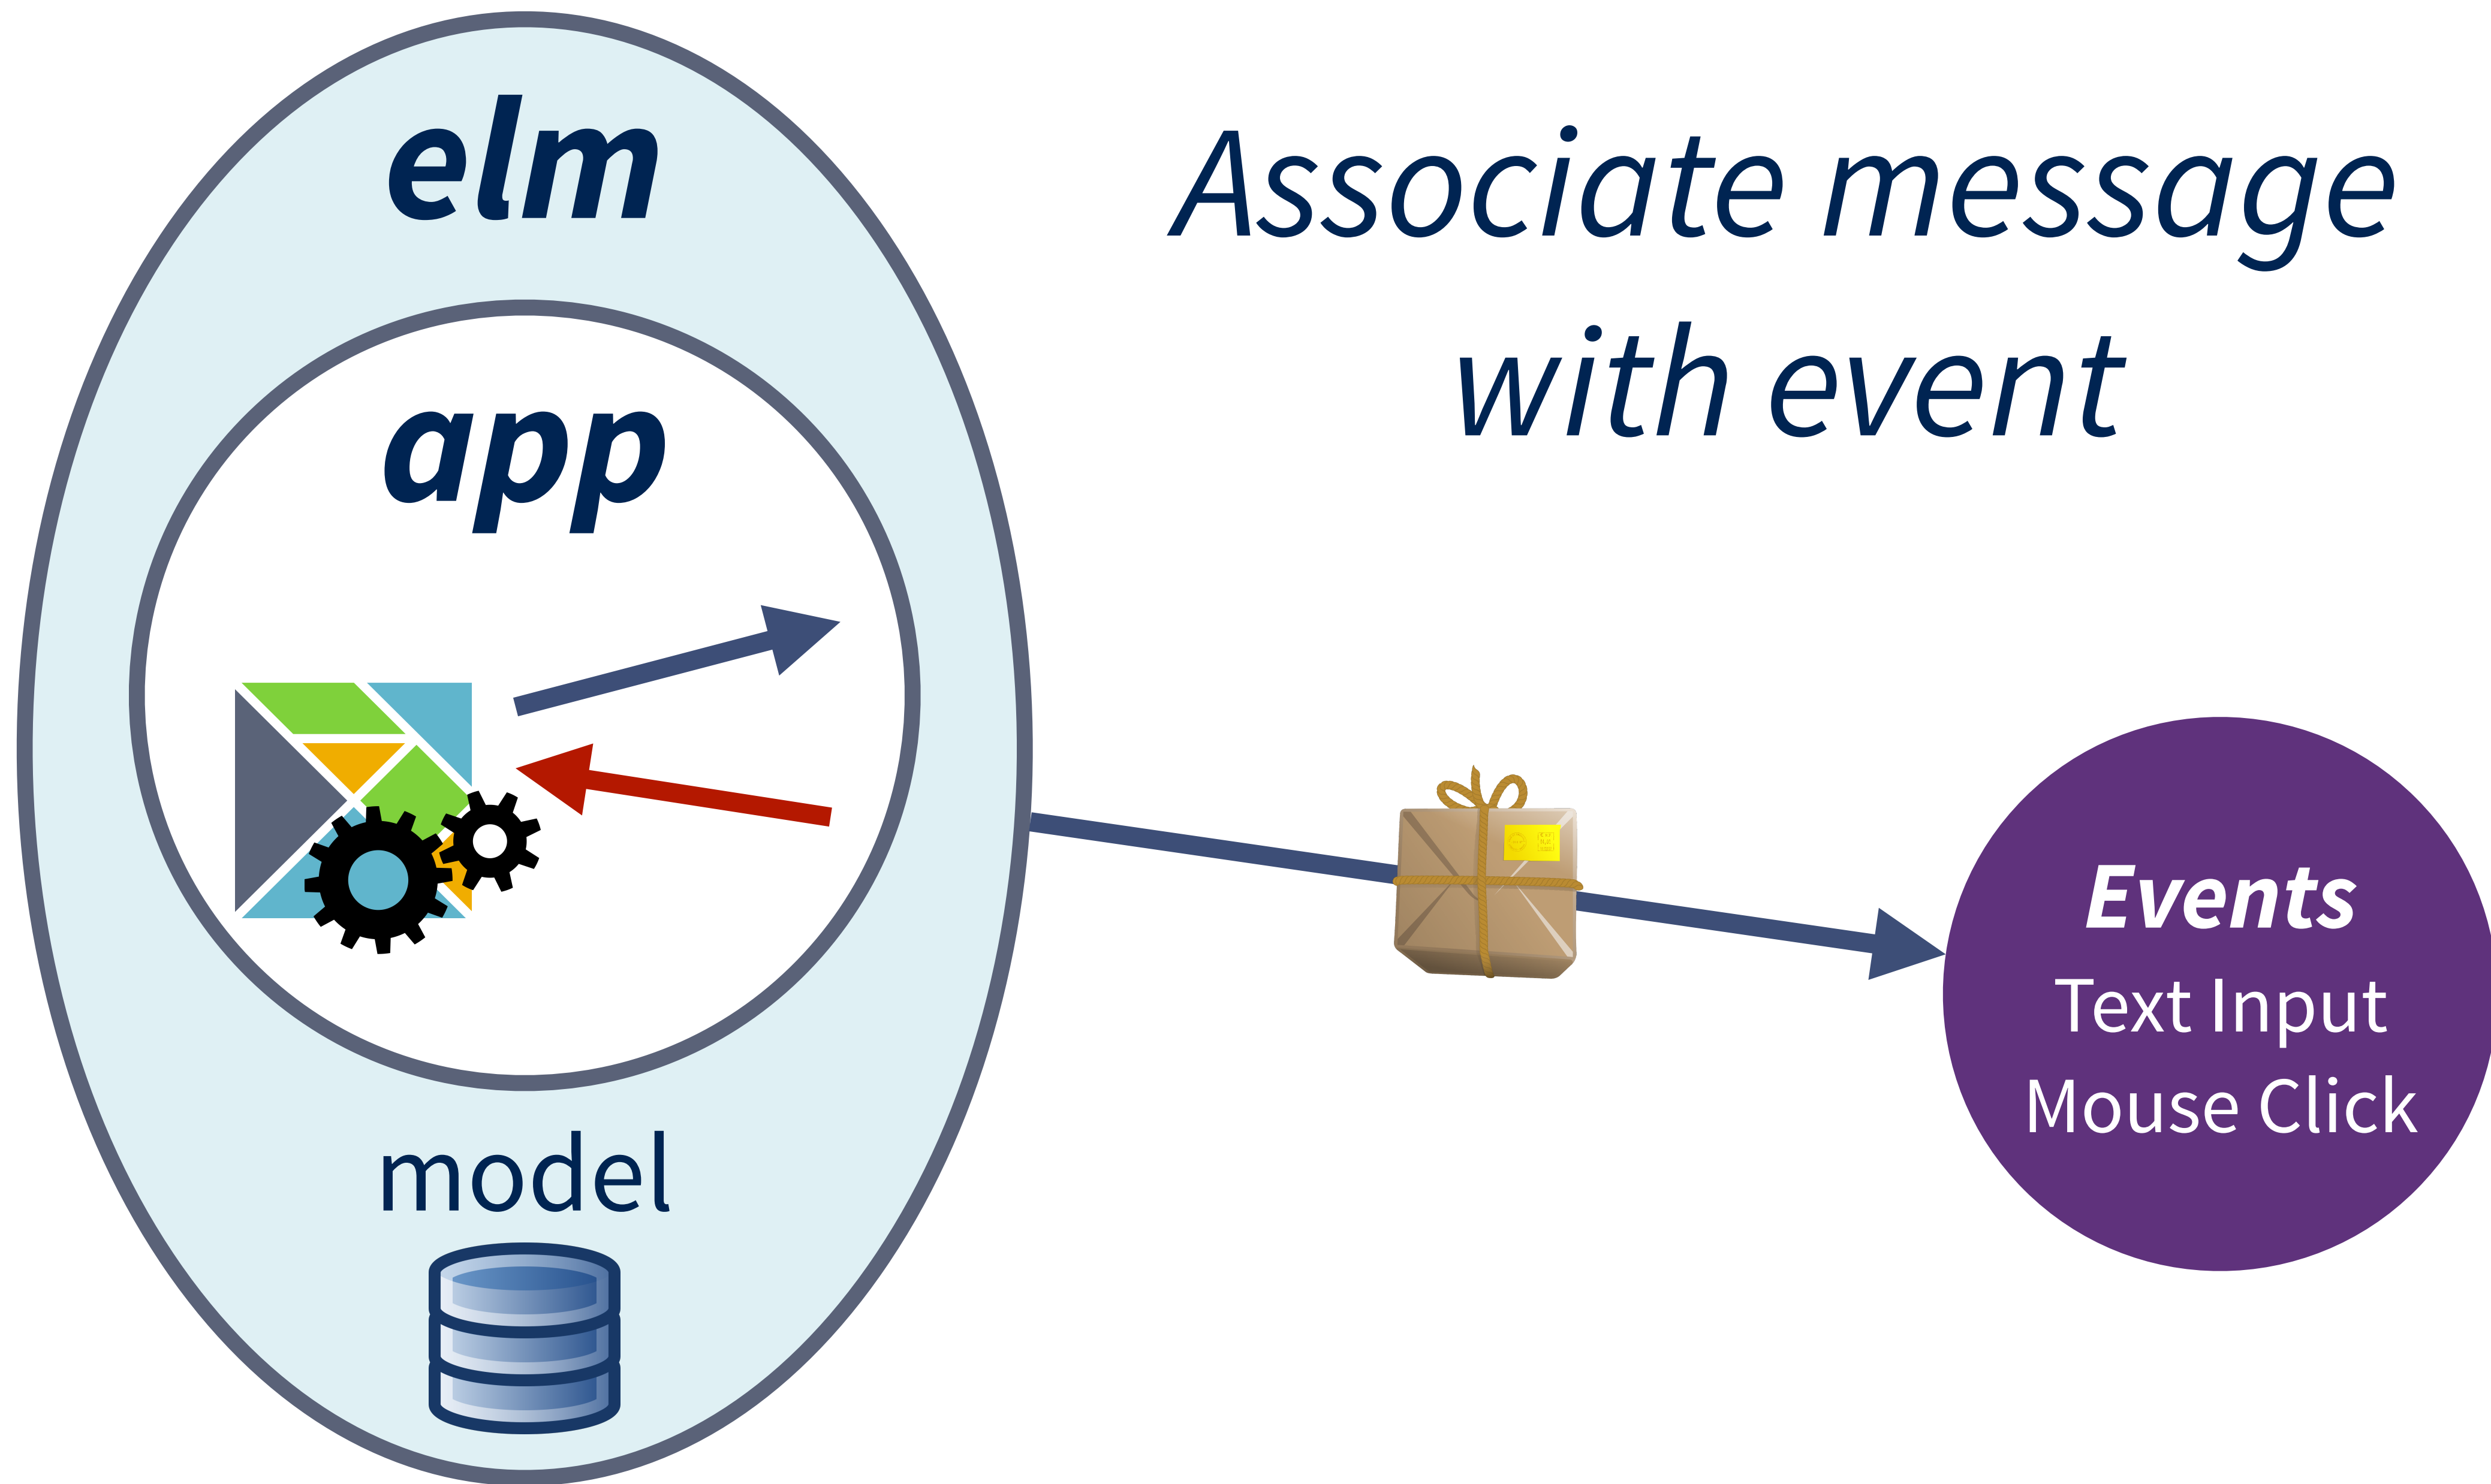 elm
Associate message
with event
app
Events
Text Input
Mouse Click
model